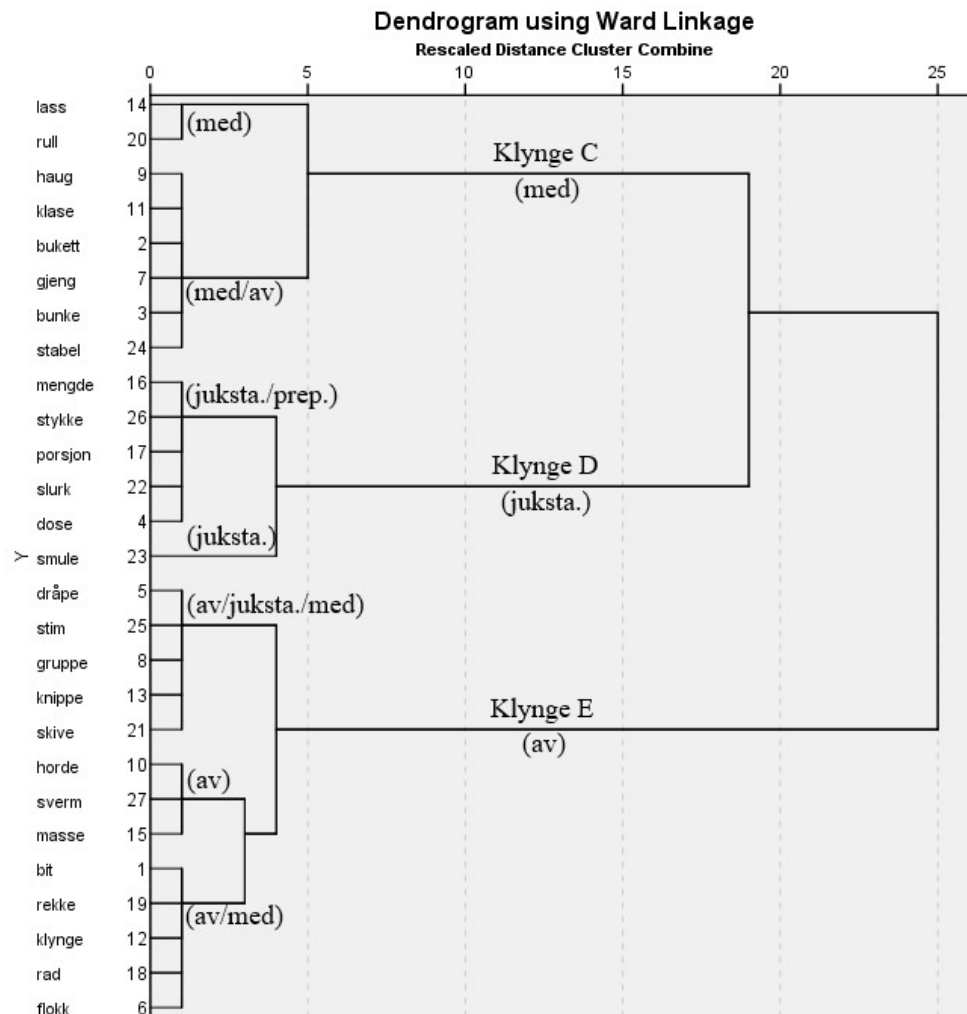 Dendrogram using Ward Linkage
Rescaled Distance Cluster Combine
0 5 10 15 20 25
lass 14
(med)
rull 20
Klynge C
haug 9
(med)
klase 11
bukett 2
gjeng 7
(med/av)
bunke 3
stabel 24
mengde 16
(juksta./prep.)
stykke 26
porsjon 17
Klynge D
slurk 22
(juksta.)
dose 4
(juksta.)
Y
smule 23
dråpe 5
(av/juksta./med)
stim 25
gruppe 8
knippe 13
Klynge E
skive 21
(av)
horde 10
(av)
sverm 27
masse 15
bit 1
rekke 19
(av/med)
klynge 12
rad 18
flokk 6